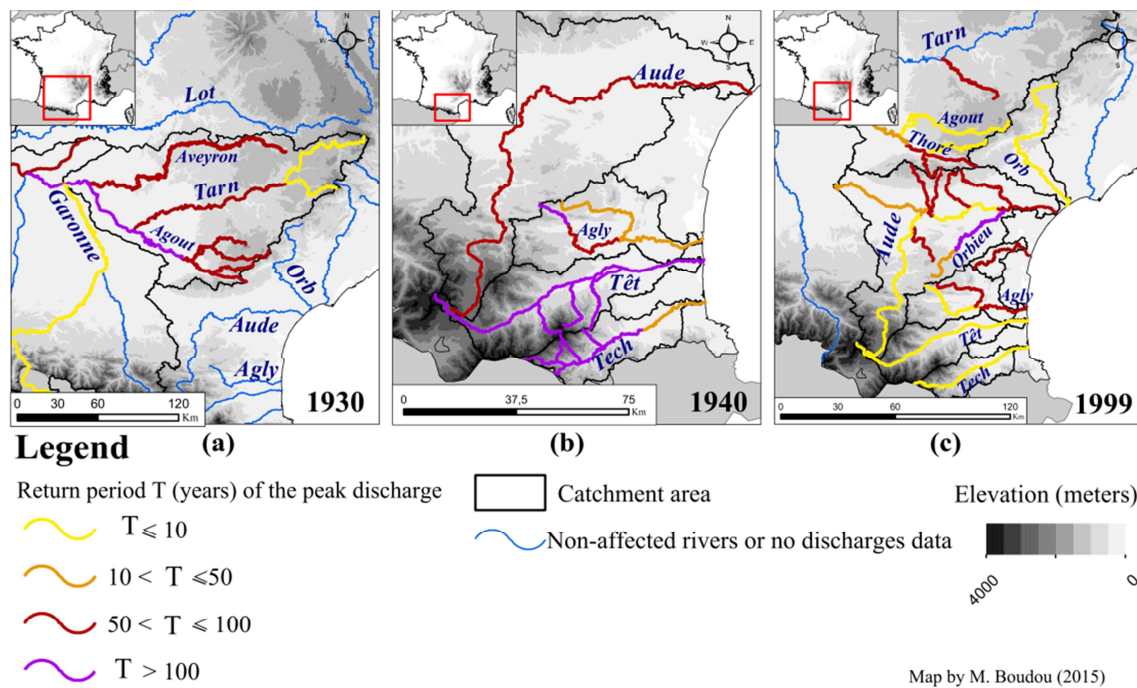 N
W E
Lot
Aveyron
Tarn
Garonne
Agout
Orb
Aude
Agly
1930
0 30 60 120
Km
(a)
N
W E
S
Aude
Agly
Têt
Tech
1940
0 37,5 75
Km
(b)
Tarn
E
S
Agout
Thoré
Orb
Aude
Orbieu
Agly
Têt
Tech
1999
0 30 60 120
Km
(c)
Legend
Return period T (years) of the peak discharge
T ⩽ 10
10 < T ⩽50
50 < T ⩽ 100
T > 100
Catchment area
Non-affected rivers or no discharges data
Elevation (meters)
4000 0
Map by M. Boudou (2015)